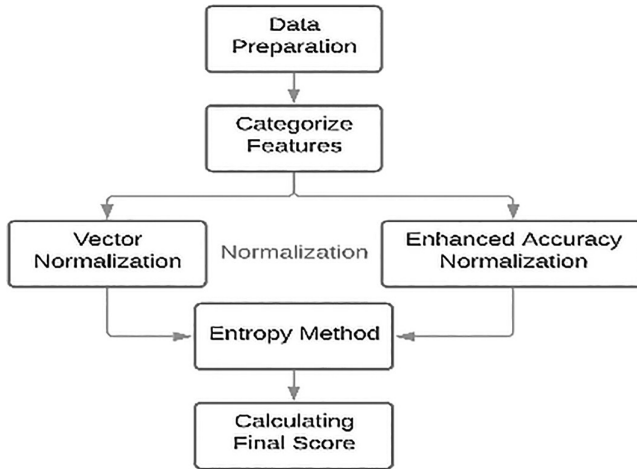 Data
Preparation
Categorize
Features
Vector
Normalization
Normalization
Enhanced Accuracy
Normalization
Entropy Method
Calculating
Final Score